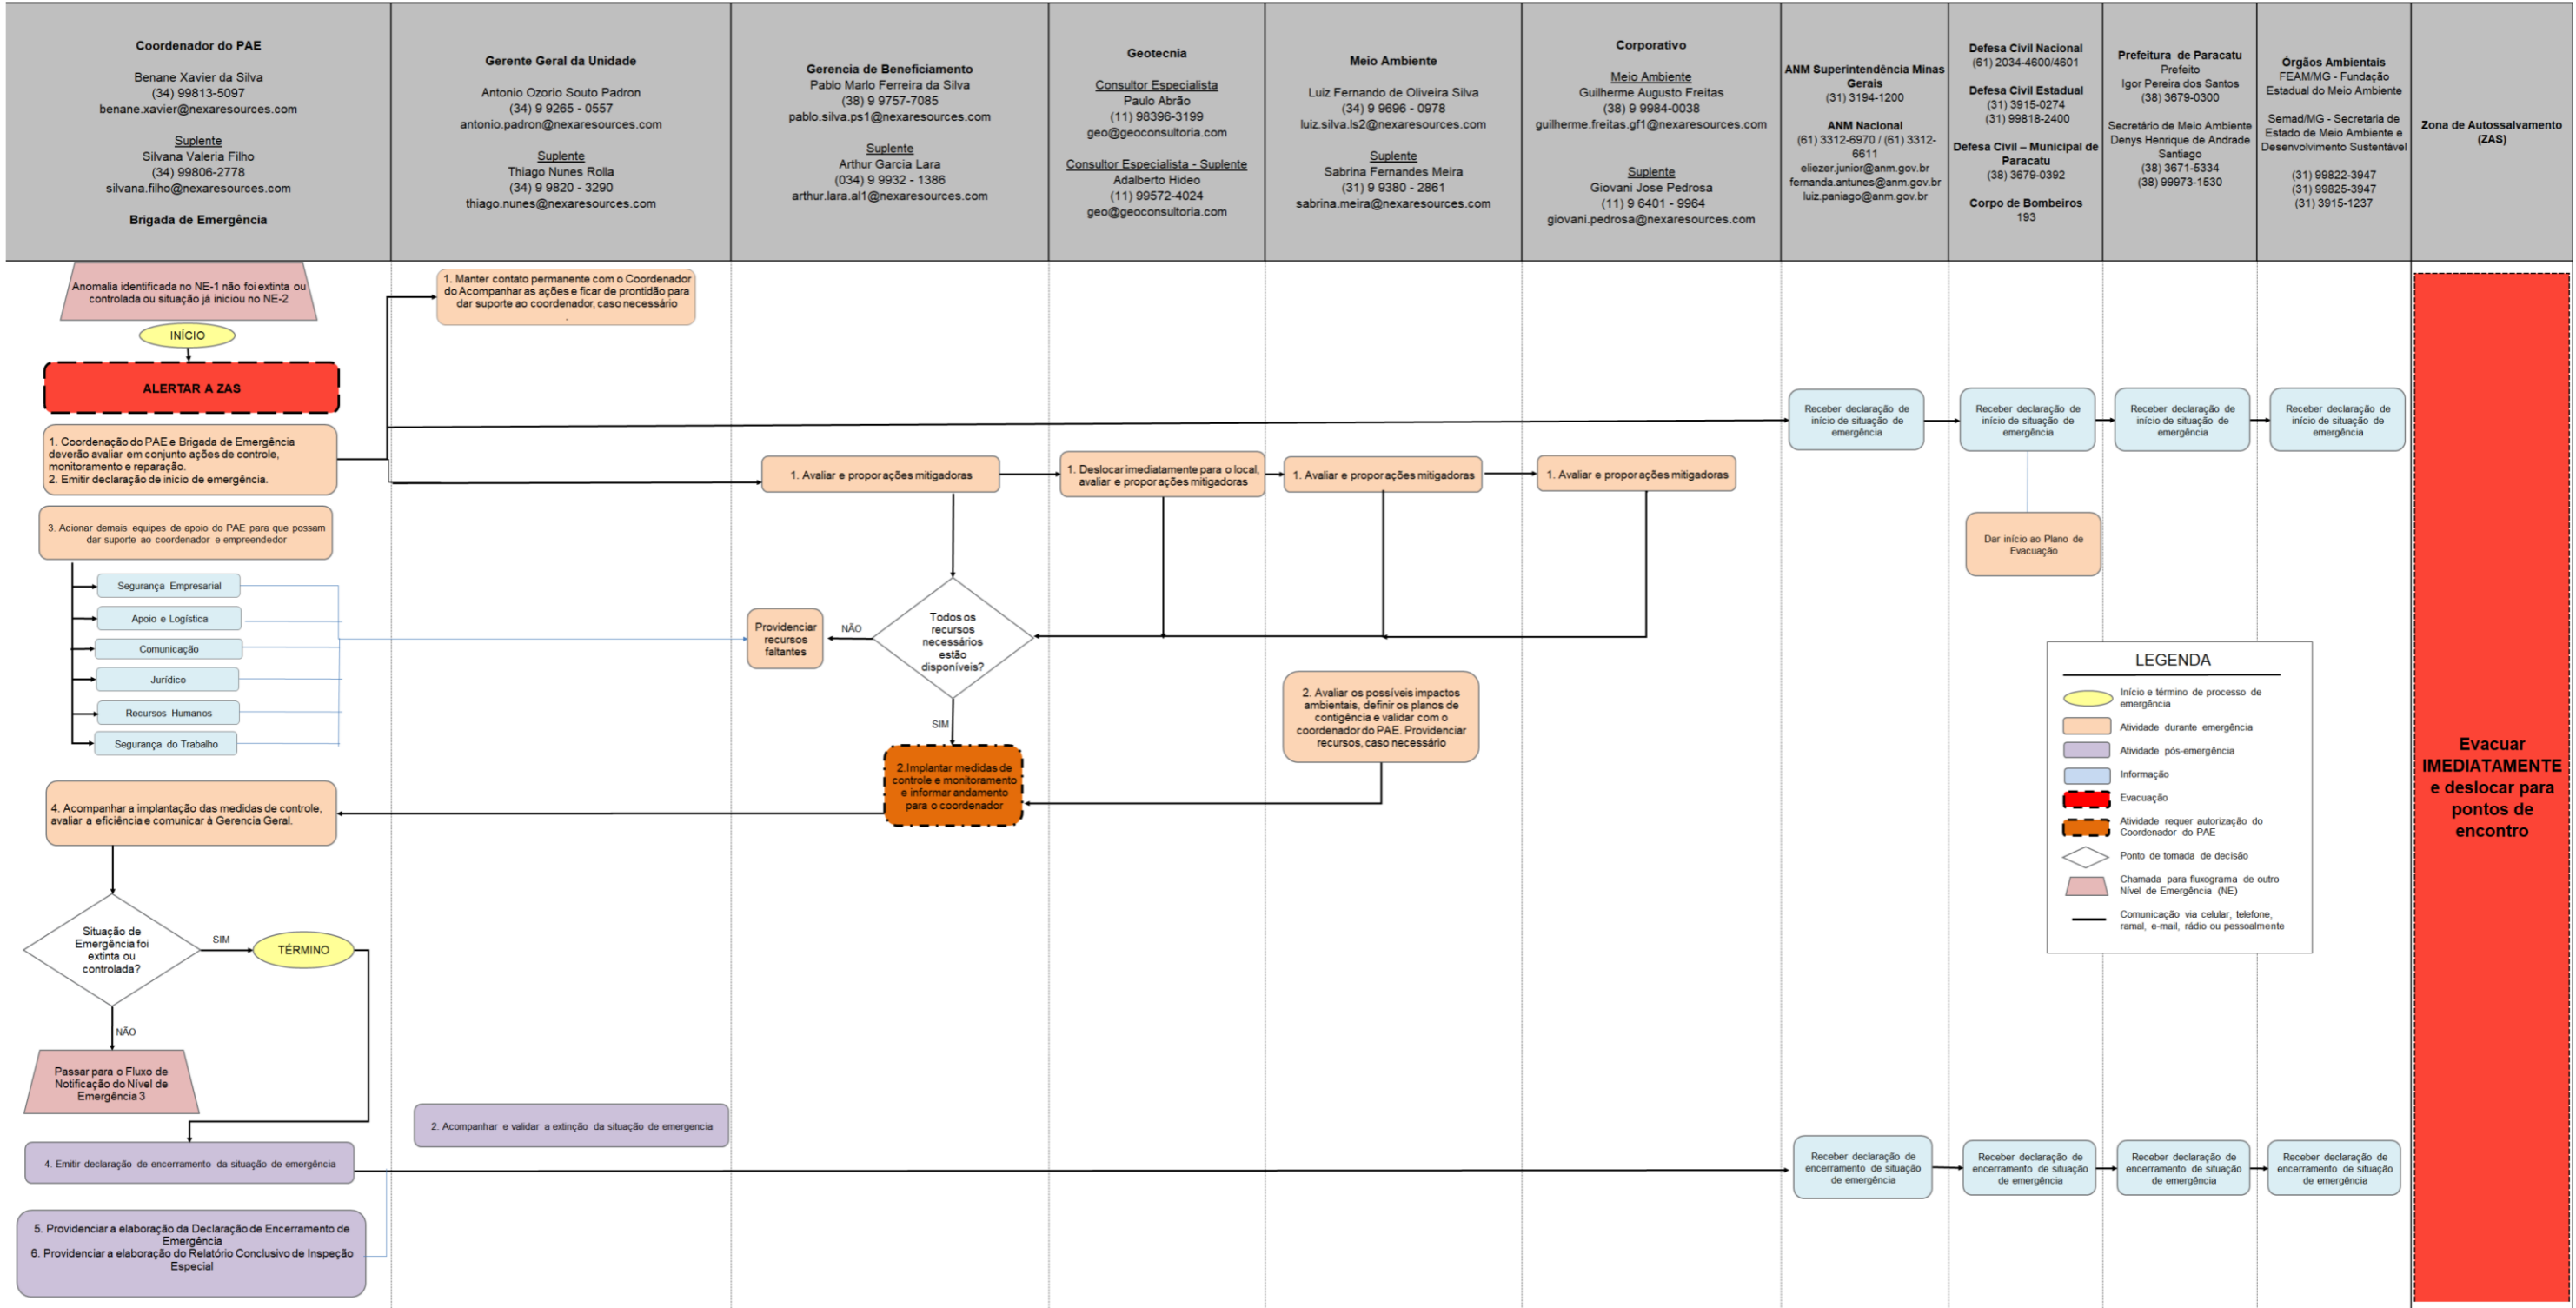 Coordenador do PAE
Benane Xavier da Silva
(34) 99813-5097
benane.xavier@nexaresources.com
Suplente
Silvana Valeria Filho
(34) 99806-2778
silvana.filho@nexaresources.com
Brigada de Emergência
Gerente Geral da Unidade
Antonio Ozorio Souto Padron
(34) 9 9265 - 0557
antonio.padron@nexaresources.com
Suplente
Thiago Nunes Rolla
(34) 9 9820 - 3290
thiago.nunes@nexaresources.com
Gerencia de Beneficiamento
Pablo Marlo Ferreira da Silva
(38) 9 9757-7085
pablo.silva.ps1@nexaresources.com
Suplente
Arthur Garcia Lara
(034) 9 9932 - 1386
arthur.lara.al1@nexaresources.com
Geotecnia
Consultor Especialista
Paulo Abrão
(11) 98396-3199
geo@geoconsultoria.com
Consultor Especialista - Suplente
Adalberto Hideo
(11) 99572-4024
geo@geoconsultoria.com
Meio Ambiente
Luiz Fernando de Oliveira Silva
(34) 9 9696 - 0978
luiz.silva.ls2@nexaresources.com
Suplente
Sabrina Fernandes Meira
(31) 9 9380 - 2861
sabrina.meira@nexaresources.com
Corporativo
Meio Ambiente
Guilherme Augusto Freitas
(38) 9 9984-0038
guilherme.freitas.gf1@nexaresources.com
Suplente
Giovani Jose Pedrosa
(11) 9 6401 - 9964
giovani.pedrosa@nexaresources.com
ANM Superintendência Minas
Gerais
(31) 3194-1200
ANM Nacional
(61) 3312-6970 / (61) 3312-
6611
eliezer.junior@anm.gov.br
fernanda.antunes@anm.gov.br
luiz.paniago@anm.gov.br
Defesa Civil Nacional
(61) 2034-4600/4601
Defesa Civil Estadual
(31) 3915-0274
(31) 99818-2400
Defesa Civil – Municipal de
Paracatu
(38) 3679-0392
Corpo de Bombeiros
193
Prefeitura de Paracatu
Prefeito
Igor Pereira dos Santos
(38) 3679-0300
Secretário de Meio Ambiente
Denys Henrique de Andrade
Santiago
(38) 3671-5334
(38) 99973-1530
Órgãos Ambientais
FEAM/MG - Fundação
Estadual do Meio Ambiente
Semad/MG - Secretaria de
Estado de Meio Ambiente e
Desenvolvimento Sustentável
(31) 99822-3947
(31) 99825-3947
(31) 3915-1237
Zona de Autossalvamento
(ZAS)
Anomalia identificada no NE-1 não foi extinta ou
controlada ou situação já iniciou no NE-2
INÍCIO
ALERTAR A ZAS
1. Coordenação do PAE e Brigada de Emergência
deverão avaliar em conjunto ações de controle,
monitoramento e reparação.
2. Emitir declaração de inicio de emergência.
3. Acionar demais equipes de apoio do PAE para que possam
dar suporte ao coordenador e empreendedor
Segurança Empresarial
Apoio e Logística
Comunicação
Jurídico
Recursos Humanos
Segurança do Trabalho
4. Acompanhar a implantação das medidas de controle,
avaliar a eficiência e comunicar à Gerencia Geral.
Situação de
Emergência foi
extinta ou
controlada?
SIM
TÉRMINO
NÃO
Passar para o Fluxo de
Notificação do Nível de
Emergência 3
4. Emitir declaração de encerramento da situação de emergência
5. Providenciar a elaboração da Declaração de Encerramento de
Emergência
6. Providenciar a elaboração do Relatório Conclusivo de Inspeção
Especial
1. Manter contato permanente com o Coordenador
do Acompanhar as ações e ficar de prontidão para
dar suporte ao coordenador, caso necessário
.
2. Acompanhar e validar a extinção da situação de emergencia
1. Avaliar e propor ações mitigadoras
Todos os
recursos
necessários
estão
disponíveis?
NÃO
Providenciar
recursos
faltantes
SIM
2.Implantar medidas de
controle e monitoramento
e informar andamento
para o coordenador
1. Deslocar imediatamente para o local,
avaliar e propor ações mitigadoras
1. Avaliar e propor ações mitigadoras
2. Avaliar os possíveis impactos
ambientais, definir os planos de
contigência e validar com o
coordenador do PAE. Providenciar
recursos, caso necessário
1. Avaliar e propor ações mitigadoras
Receber declaração de
início de situação de
emergência
Receber declaração de
início de situação de
emergência
Receber declaração de
início de situação de
emergência
Receber declaração de
início de situação de
emergência
Dar início ao Plano de
Evacuação
LEGENDA
Início e término de processo de
emergência
Atividade durante emergência
Atividade pós-emergência
Informação
Evacuação
Atividade requer autorização do
Coordenador do PAE
Ponto de tomada de decisão
Chamada para fluxograma de outro
Nível de Emergência (NE)
Comunicação via celular, telefone,
ramal, e-mail, rádio ou pessoalmente
Receber declaração de
encerramento de situação
de emergência
Receber declaração de
encerramento de situação
de emergência
Receber declaração de
encerramento de situação
de emergência
Receber declaração de
encerramento de situação
de emergência
Evacuar
IMEDIATAMENTE
e deslocar para
pontos de
encontro